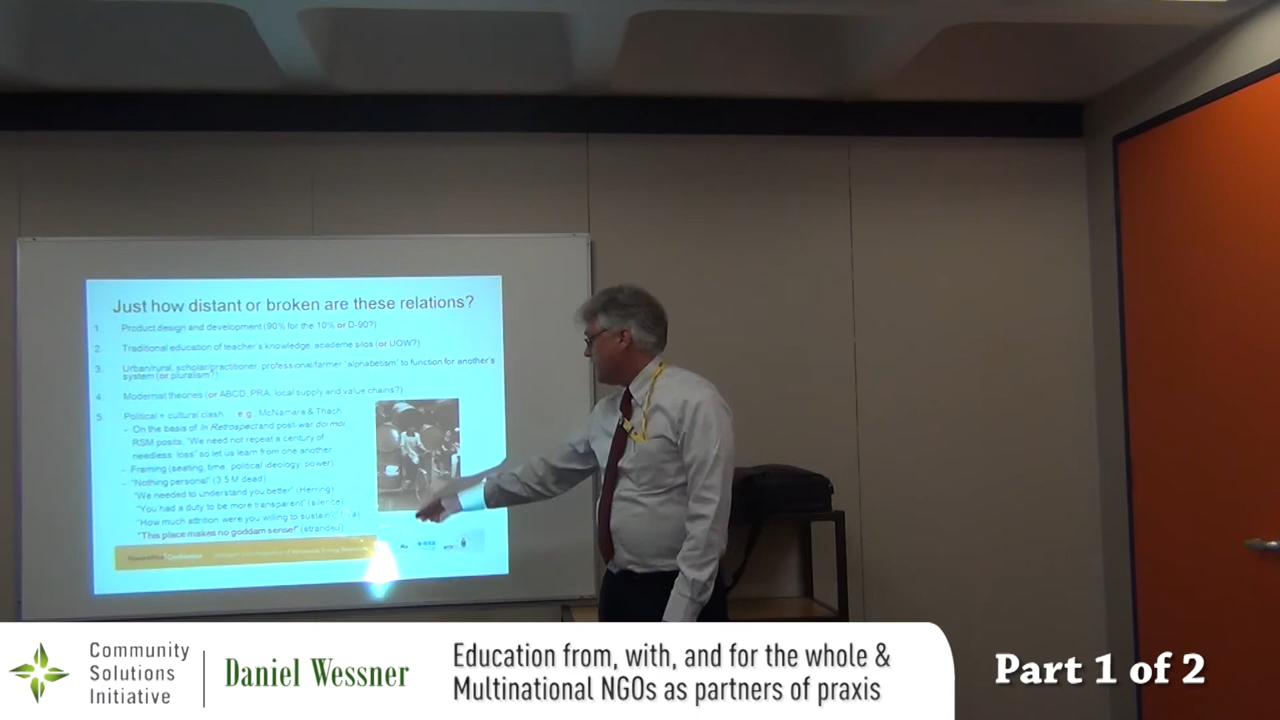 Just how distant or broken are these relations?
1. Product design and development (90% for the 10% or D-90?)
2. Traditional education of teacher's knowledge, academe silos (or UOW?)
3. Urban/rural, scholar/practitioner, professional/farmer "alphabetism" to function for another's
system (or pluralism?)
4. Modernist theories (or ABCD, PRA, local supply and value chains?)
5. Political + cultural clash ... e.g., McNamara & Thach
- On the basis of In Retrospect and post-war doi moi
RSM posits: "We need not repeat a century of
needless loss" so let us learn from one another
- Framing (seating, time, political ideology, power)
- "Nothing personal" (3.5 M dead)
"We needed to understand you better" (Herring)
"You had a duty to be more transparent" (silence)
"How much attrition were you willing to sustain
"This place makes no goddam sense!" (stranded)
Conference
Community
Solutions
Initiative
Daniel Wessner
Education from, with, and for the whole &
Multinational NGOs as partners of praxis
Part 1 of 2